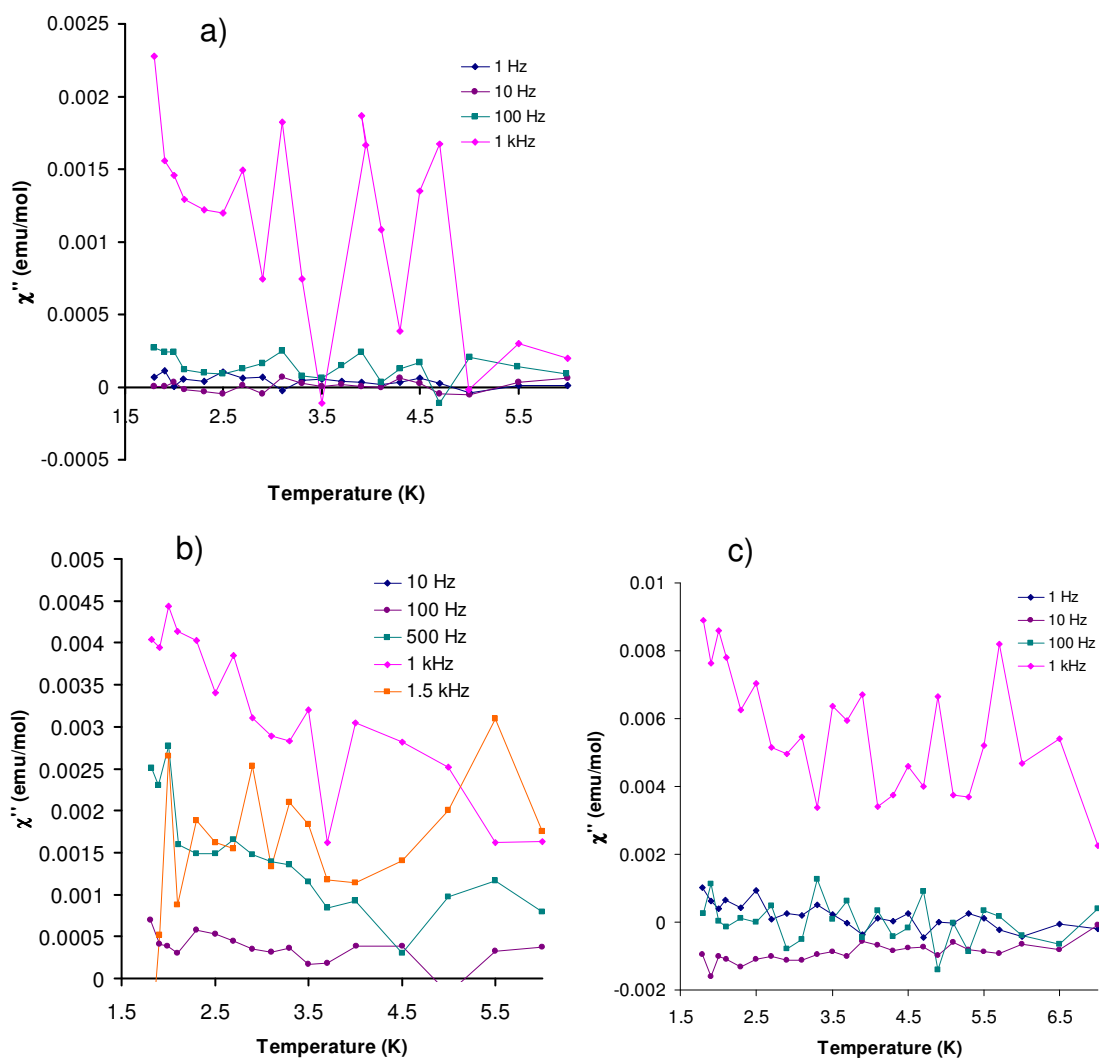 a)
0.0025
0.002
0.0015
0.001
0.0005
0
-0.0005
χ'' (emu/mol)
1.5 2.5 3.5 4.5 5.5
Temperature (K)
1 Hz
10 Hz
100 Hz
1 kHz
b)
0.005
0.0045
0.004
0.0035
0.003
0.0025
0.002
0.0015
0.001
0.0005
0
χ'' (emu/mol)
1.5 2.5 3.5 4.5 5.5
Temperature (K)
10 Hz
100 Hz
500 Hz
1 kHz
1.5 kHz
c)
0.01
0.008
0.006
0.004
0.002
0
-0.002
χ'' (emu/mol)
1.5 2.5 3.5 4.5 5.5 6.5
Temperature (K)
1 Hz
10 Hz
100 Hz
1 kHz